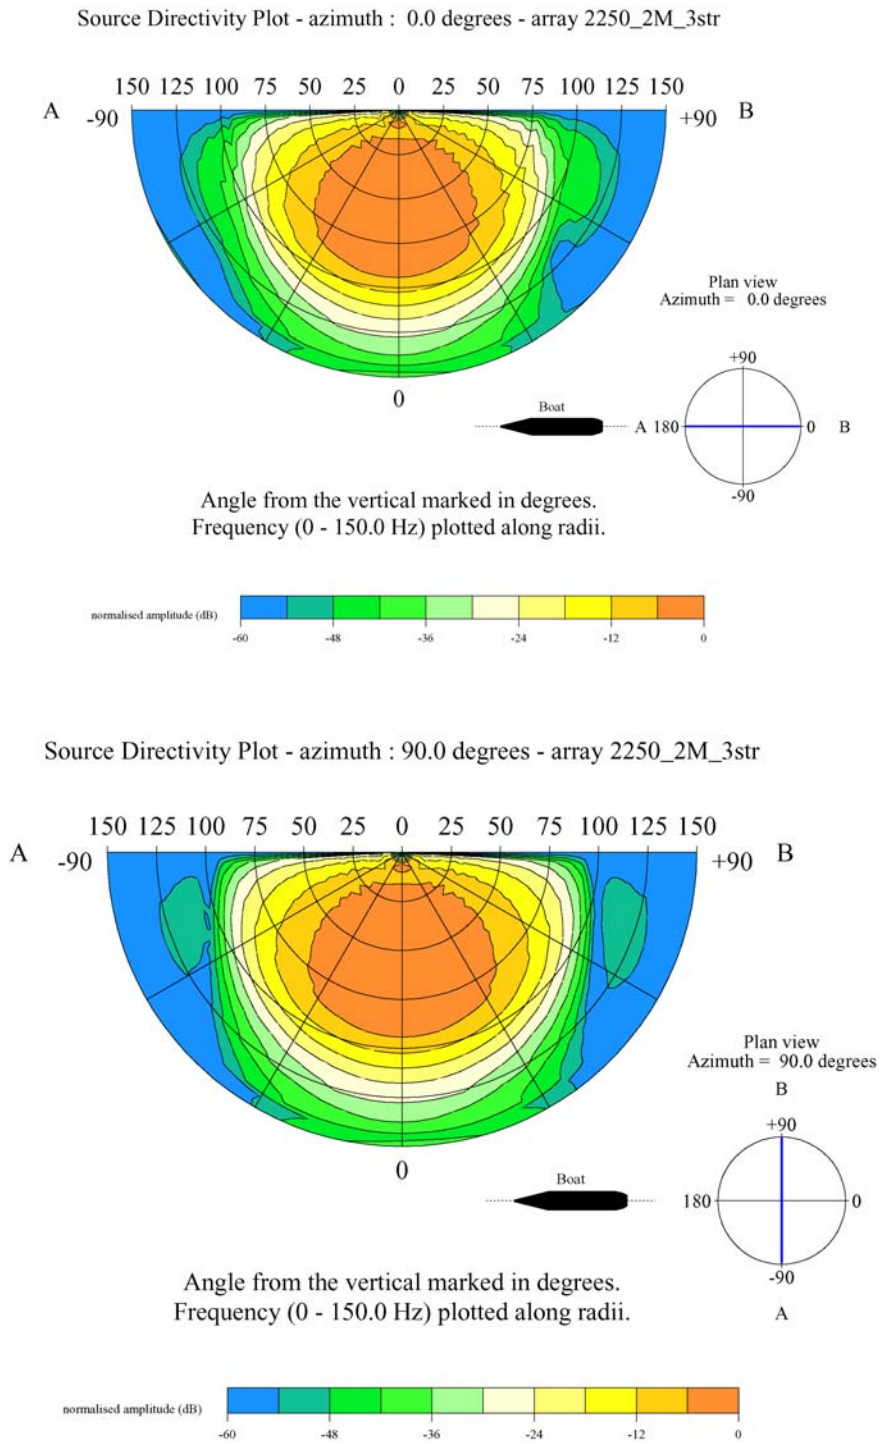 Source Directivity Plot - azimuth : 0.0 degrees - array 2250_2M_3str
150 125 100 75 50 25 0 25 50 75 100 125 150
A -90 +90 B
Plan view
Azimuth = 0.0 degrees
+90
0
Boat
A 180 0 B
-90
Angle from the vertical marked in degrees.
Frequency (0 - 150.0 Hz) plotted along radii.
normalised amplitude (dB)
-60 -48 -36 -24 -12 0
Source Directivity Plot - azimuth : 90.0 degrees - array 2250_2M_3str
150 125 100 75 50 25 0 25 50 75 100 125 150
A -90 +90 B
Plan view
Azimuth = 90.0 degrees
B
+90
0
Boat
180 0
-90
Angle from the vertical marked in degrees.
Frequency (0 - 150.0 Hz) plotted along radii.
A
normalised amplitude (dB)
-60 -48 -36 -24 -12 0